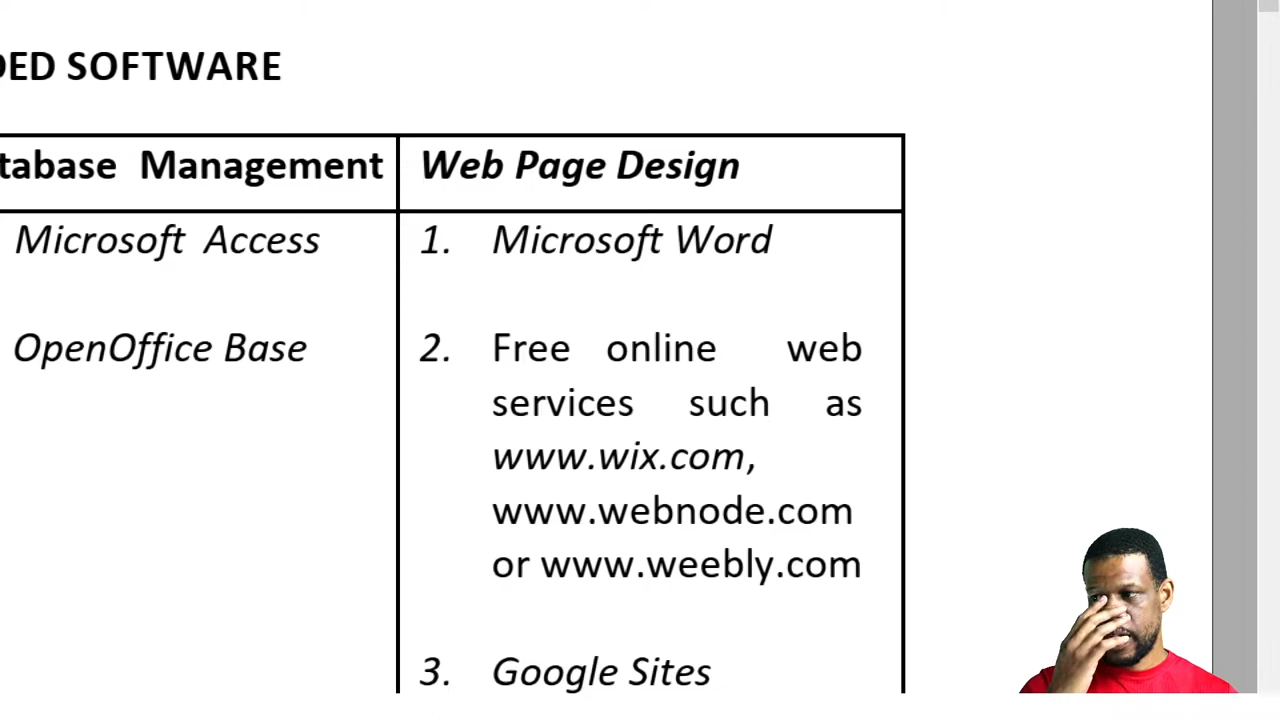 DED SOFTWARE
tabase Management
Web Page Design
Microsoft Access
1. Microsoft Word
OpenOffice Base
2. Free online web
services such as
www.wix.com,
www.webnode.com
or www.weebly.com
3. Google Sites